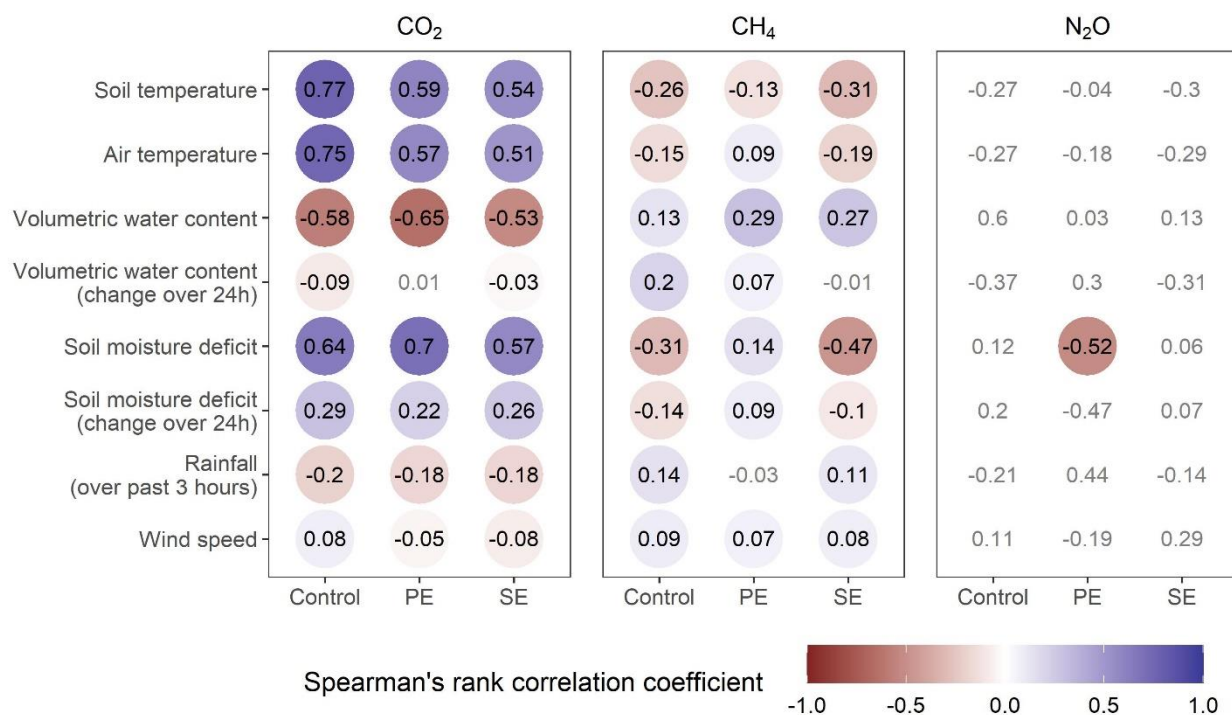 CO₂ CH₄ N₂O
Soil temperature 0.77 0.59 0.54 -0.26 -0.13 -0.31 -0.27 -0.04 -0.3
Air temperature 0.75 0.57 0.51 -0.15 0.09 -0.19 -0.27 -0.18 -0.29
Volumetric water content -0.58 -0.65 -0.53 0.13 0.29 0.27 0.6 0.03 0.13
Volumetric water content
(change over 24h) -0.09 0.01 -0.03 0.2 0.07 -0.01 -0.37 0.3 -0.31
Soil moisture deficit 0.64 0.7 0.57 -0.31 0.14 -0.47 0.12 -0.52 0.06
Soil moisture deficit
(change over 24h) 0.29 0.22 0.26 -0.14 0.09 -0.1 0.2 -0.47 0.07
Rainfall
(over past 3 hours) -0.2 -0.18 -0.18 0.14 -0.03 0.11 -0.21 0.44 -0.14
Wind speed 0.08 -0.05 -0.08 0.09 0.07 0.08 0.11 -0.19 0.29
Control PE SE Control PE SE Control PE SE
Spearman's rank correlation coefficient
-1.0 -0.5 0.0 0.5 1.0